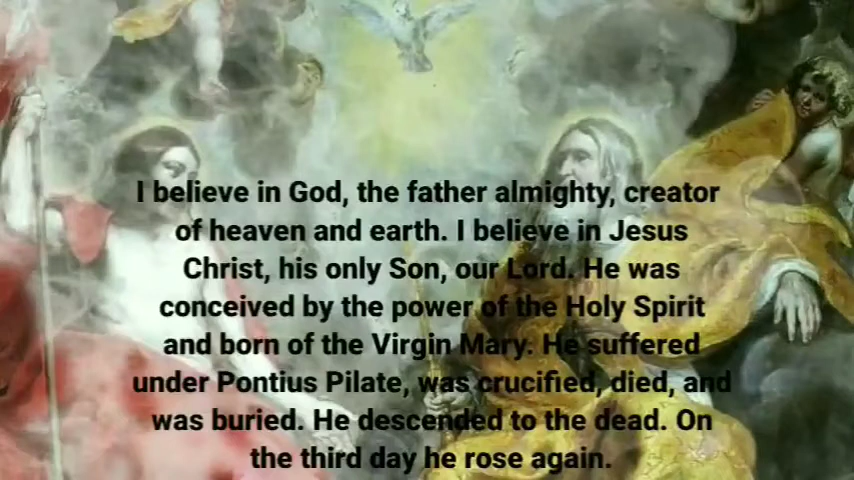 I believe in God, the father almighty, creator
of heaven and earth. I believe in Jesus
Christ, his only Son, our Lord. He was
conceived by the power of the Holy Spirit
and born of the Virgin Mary. He suffered
under Pontius Pilate, was crucified, died, and
was buried. He descended to the dead. On
the third day he rose again.